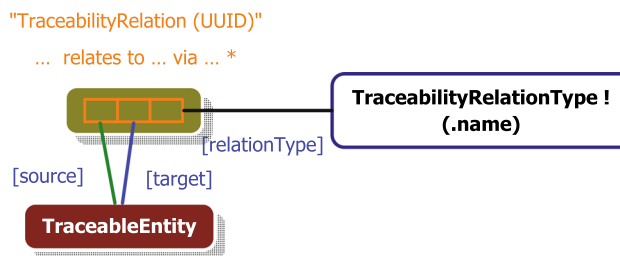 "TraceabilityRelation (UUID)"
... relates to ... via ... *
TraceabilityRelationType !
(.name)
[relationType]
[source]
[target]
TraceableEntity